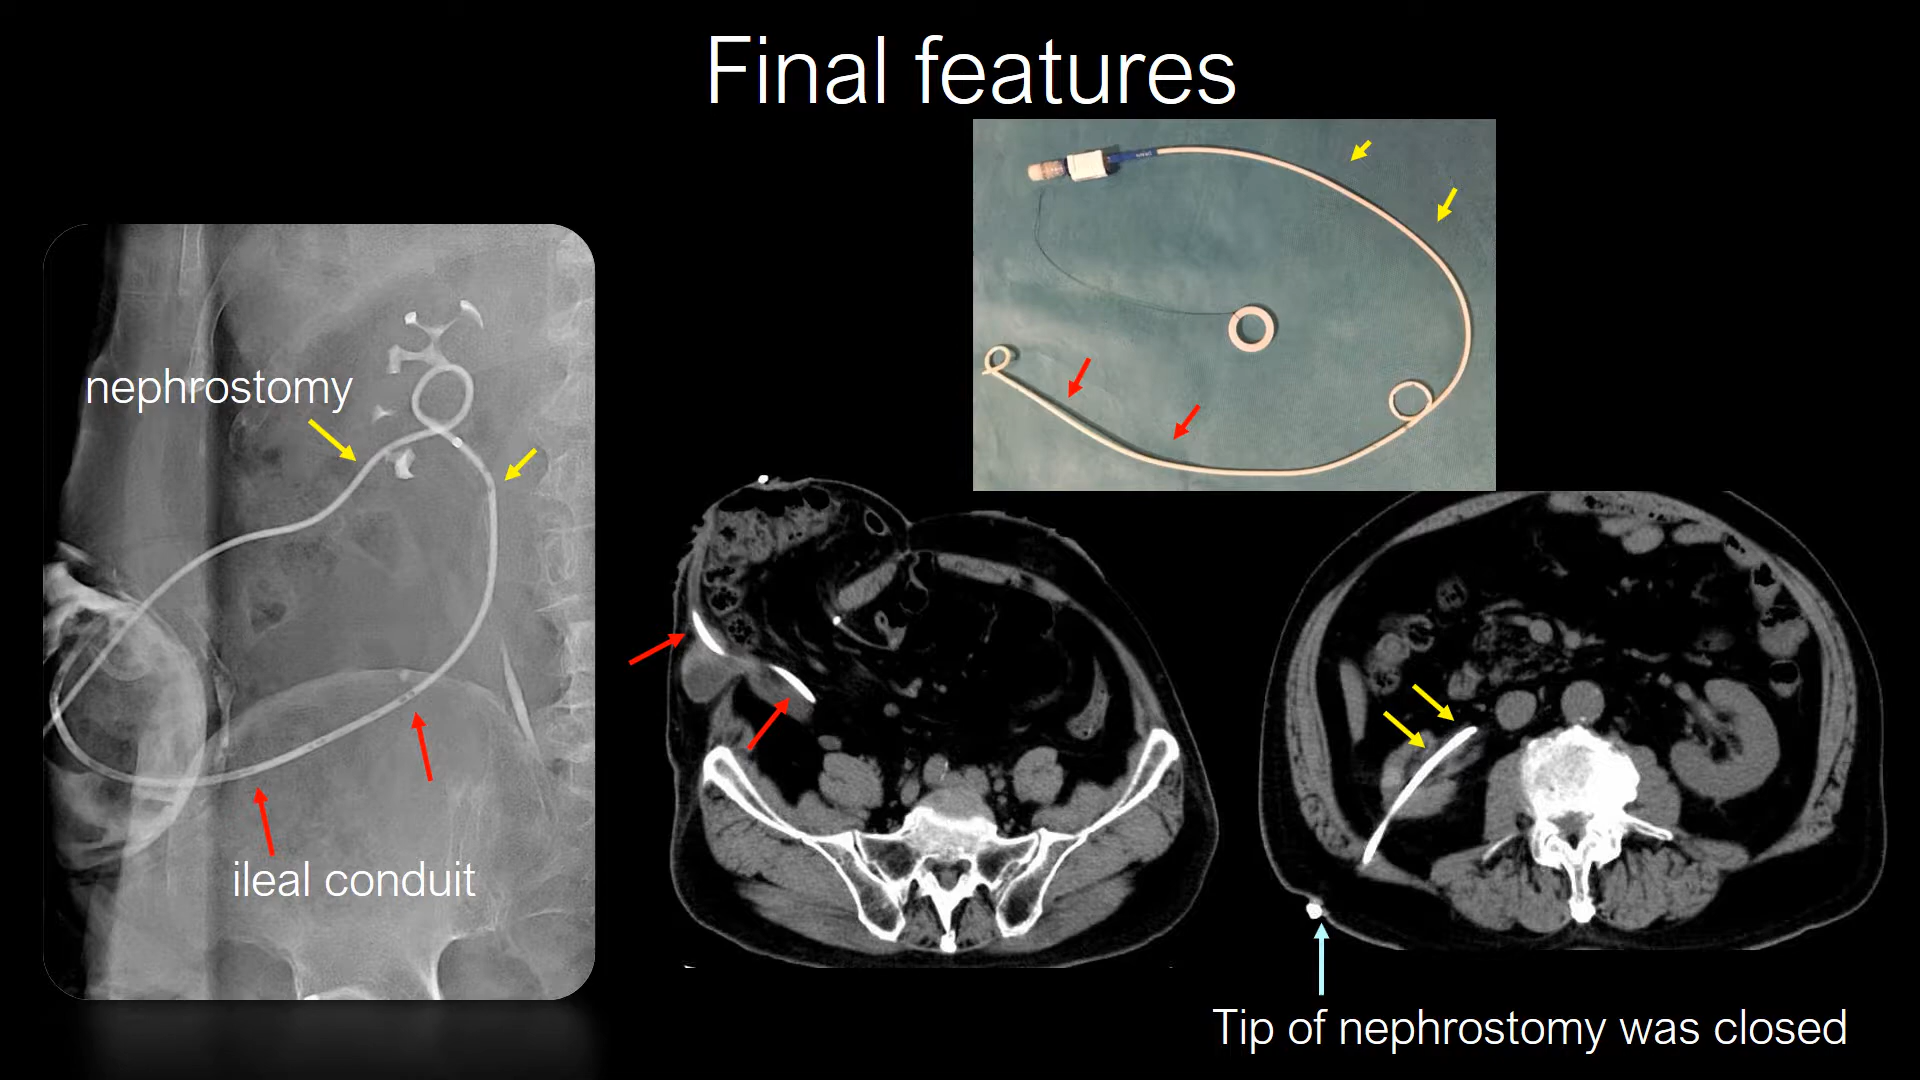 Final features
nephrostomy
ileal conduit
Tip of nephrostomy was closed